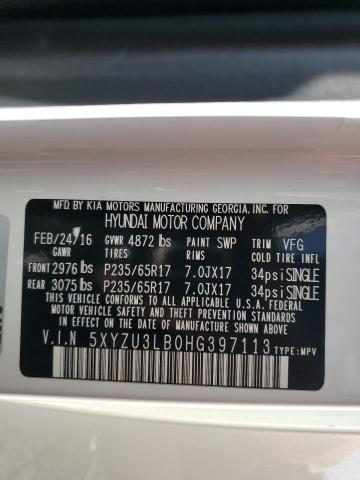 MFD. BY KIA MOTORS MANUFACTURING GEORGIA, INC. FOR
HYUNDAI MOTOR COMPANY
FEB/24/16 GVWR 4872 lbs PAINT SWP TRIM VFG
GAWR TIRES RIMS COLD TIRE INFL
FRONT 2976 lbs P235/65R17 7.0JX17 34psi SINGLE
REAR 3075 lbs P235/65R17 7.0JX17 34psi SINGLE
THIS VEHICLE CONFORMS TO ALL APPLICABLE U.S.A. FEDERAL
MOTOR VEHICLE SAFETY STANDARDS IN EFFECT ON THE
DATE OF MANUFACTURE SHOWN ABOVE.
V.I.N 5XYZU3LB0HG397113 TYPE: MPV